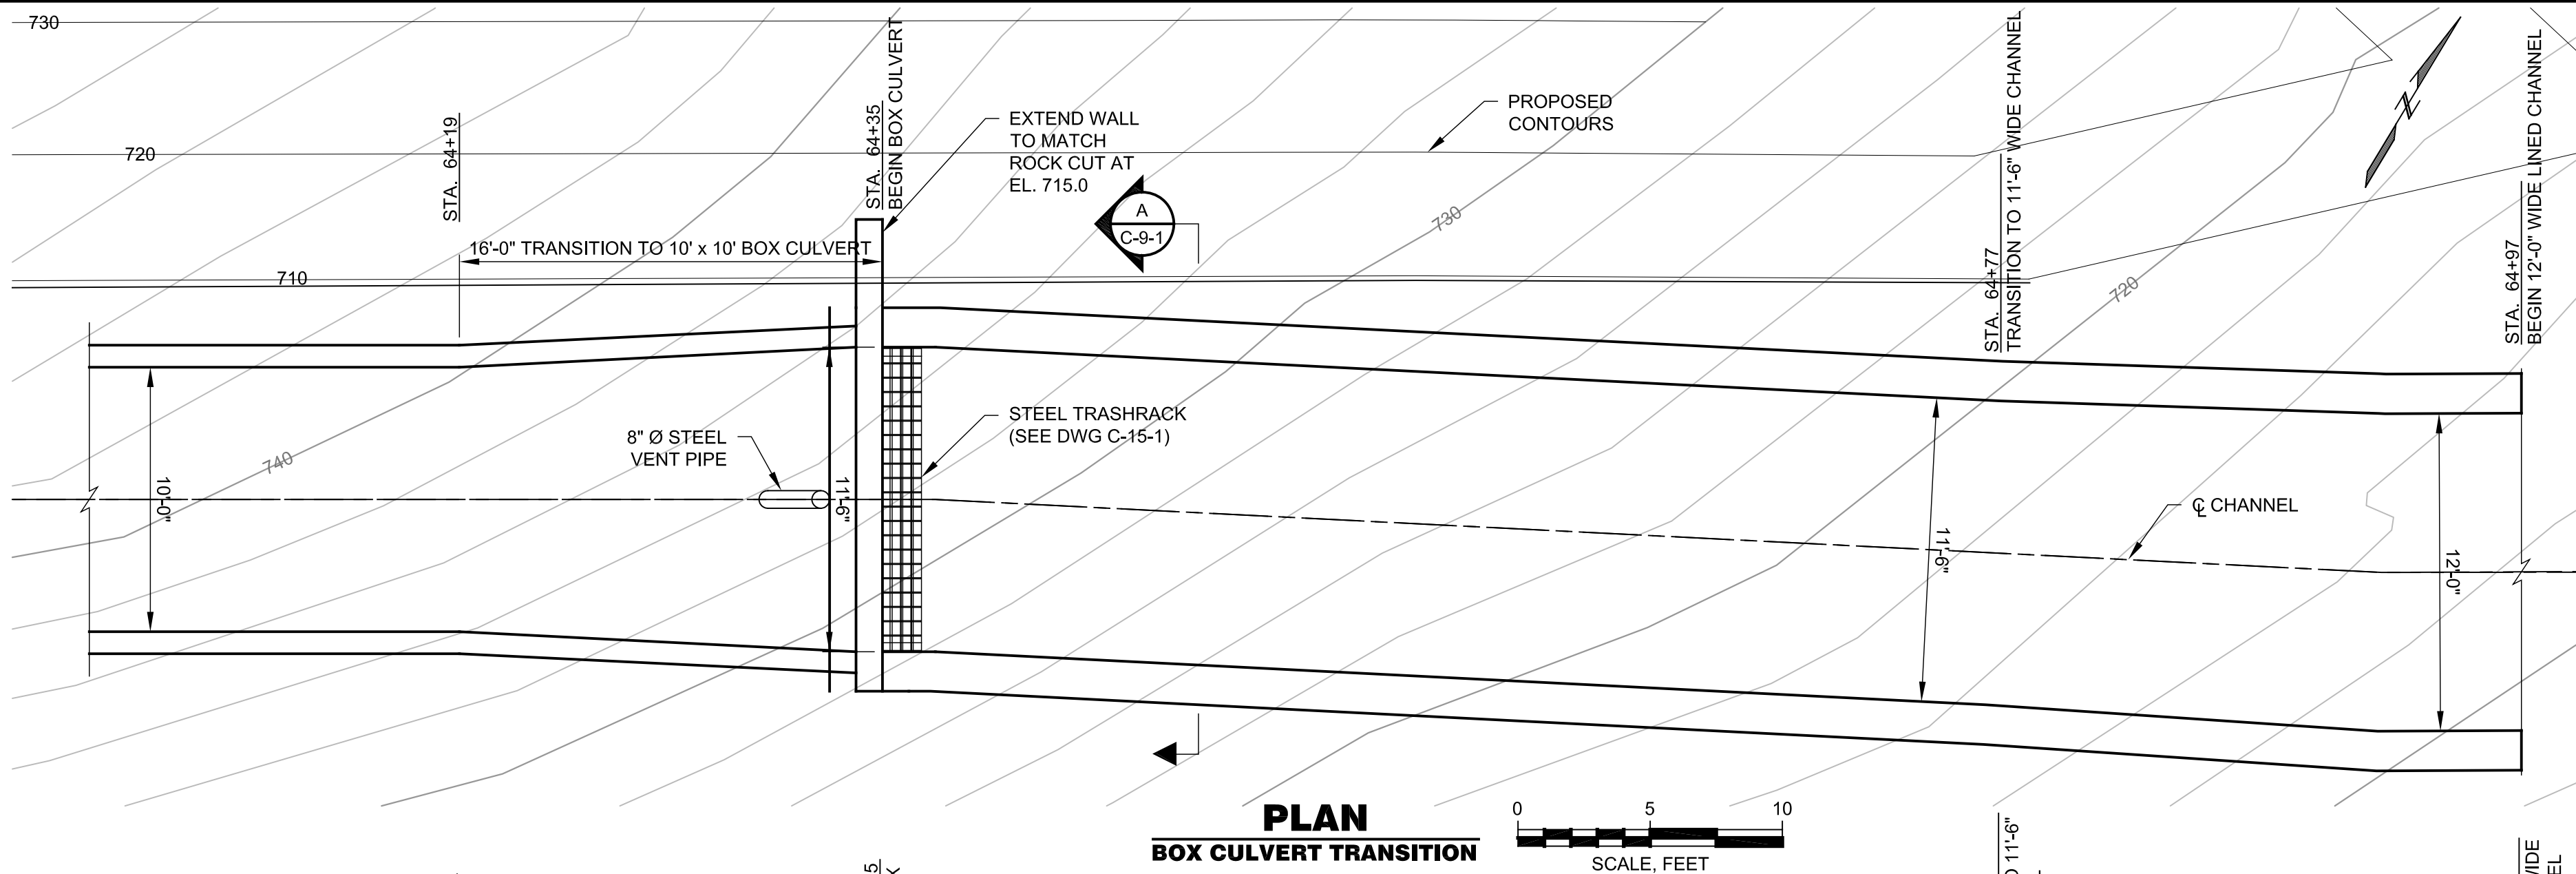 730
720
710
STA. 64+19
STA. 64+35
BEGIN BOX CULVERT
EXTEND WALL
TO MATCH
ROCK CUT AT
EL. 715.0
A
C-9-1
PROPOSED
CONTOURS
730
720
STA. 64+77
TRANSITION TO 11'-6" WIDE CHANNEL
N
STA. 64+97
BEGIN 12'-0" WIDE LINED CHANNEL
16'-0" TRANSITION TO 10' x 10' BOX CULVERT
740
10'-0"
8" Ø STEEL
VENT PIPE
11'-6"
STEEL TRASHRACK
(SEE DWG C-15-1)
11'-6"
℄ CHANNEL
12'-0"
PLAN
BOX CULVERT TRANSITION
0 5 10
SCALE, FEET
11'-6"